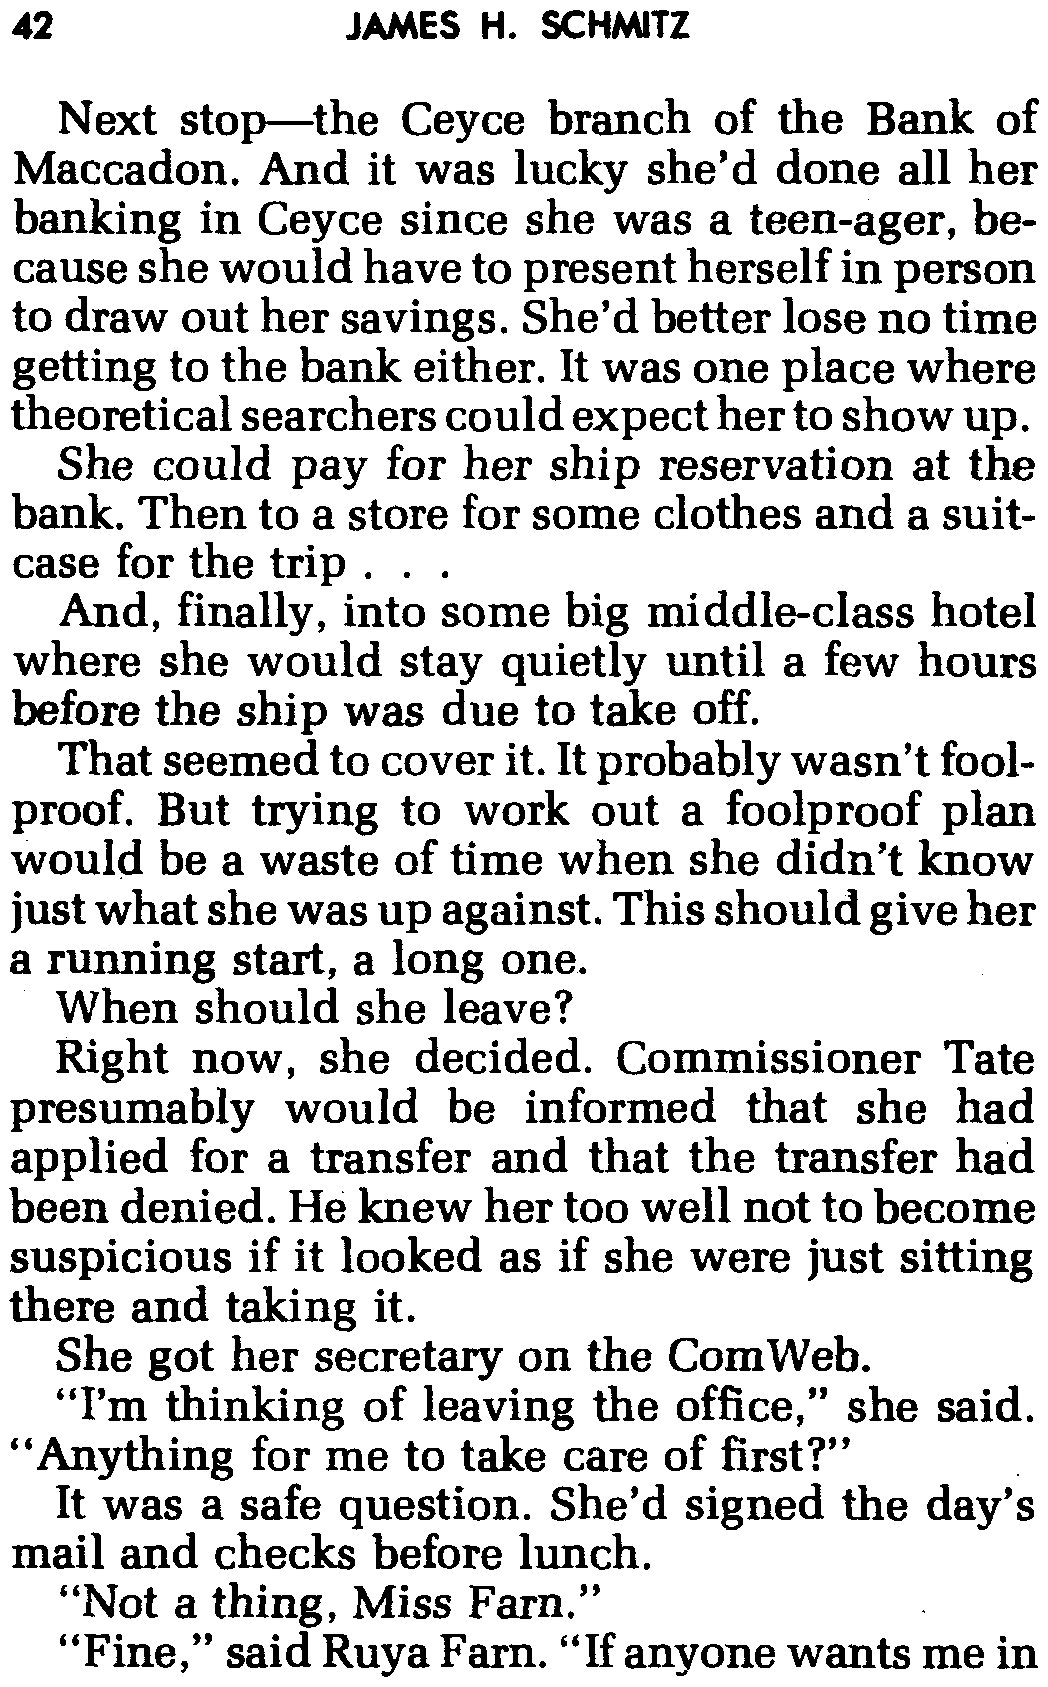 42 JAMES H. SCHMITZ
Next stop—the Ceyce branch of the Bank of
Maccadon. And it was lucky she'd done all her
banking in Ceyce since she was a teen-ager, be-
cause she would have to present herself in person
to draw out her savings. She'd better lose no time
getting to the bank either. It was one place where
theoretical searchers could expect her to show up.
She could pay for her ship reservation at the
bank. Then to a store for some clothes and a suit-
case for the trip . . .
And, finally, into some big middle-class hotel
where she would stay quietly until a few hours
before the ship was due to take off.
That seemed to cover it. It probably wasn't fool-
proof. But trying to work out a foolproof plan
would be a waste of time when she didn't know
just what she was up against. This should give her
a running start, a long one.
When should she leave?
Right now, she decided. Commissioner Tate
presumably would be informed that she had
applied for a transfer and that the transfer had
been denied. He knew her too well not to become
suspicious if it looked as if she were just sitting
there and taking it.
She got her secretary on the ComWeb.
"I'm thinking of leaving the office," she said.
"Anything for me to take care of first?"
It was a safe question. She'd signed the day's
mail and checks before lunch.
"Not a thing, Miss Farn."
"Fine," said Ruya Farn. "If anyone wants me in